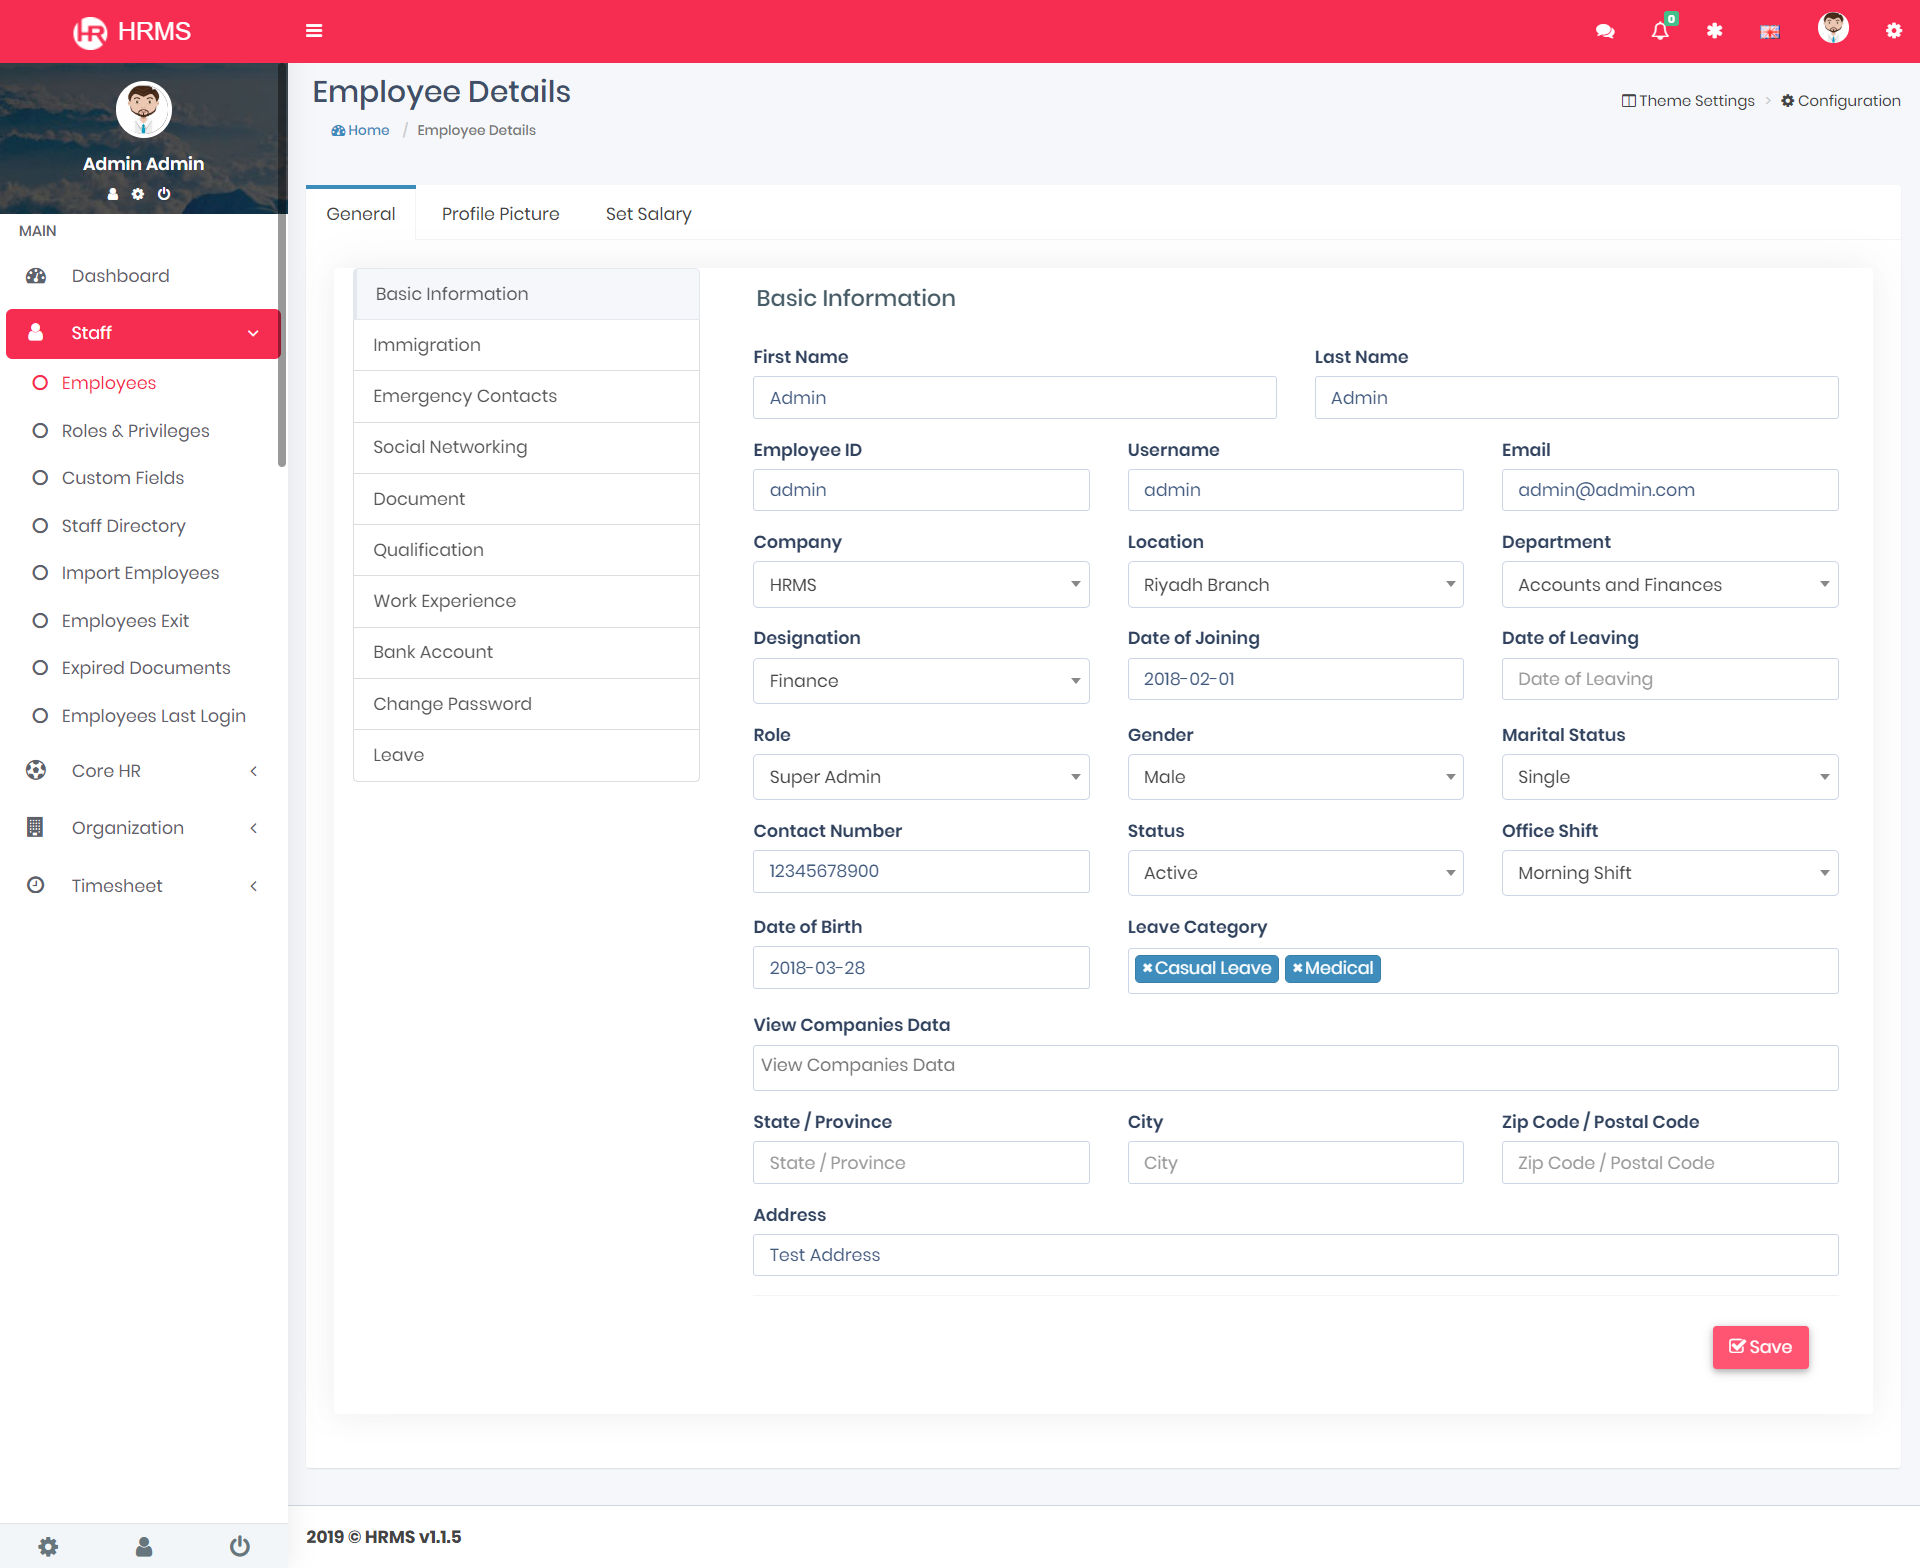 HR HRMS
0
Admin Admin
MAIN
Dashboard
Staff
Employees
Roles & Privileges
Custom Fields
Staff Directory
Import Employees
Employees Exit
Expired Documents
Employees Last Login
Core HR
Organization
Timesheet
Employee Details
Home / Employee Details
Theme Settings > Configuration
General Profile Picture Set Salary
Basic Information
Immigration
Emergency Contacts
Social Networking
Document
Qualification
Work Experience
Bank Account
Change Password
Leave
Basic Information
First Name Last Name
Admin Admin
Employee ID Username Email
admin admin admin@admin.com
Company Location Department
HRMS Riyadh Branch Accounts and Finances
Designation Date of Joining Date of Leaving
Finance 2018-02-01 Date of Leaving
Role Gender Marital Status
Super Admin Male Single
Contact Number Status Office Shift
12345678900 Active Morning Shift
Date of Birth Leave Category
2018-03-28 ×Casual Leave ×Medical
View Companies Data
View Companies Data
State / Province City Zip Code / Postal Code
State / Province City Zip Code / Postal Code
Address
Test Address
Save
2019 © HRMS v1.1.5